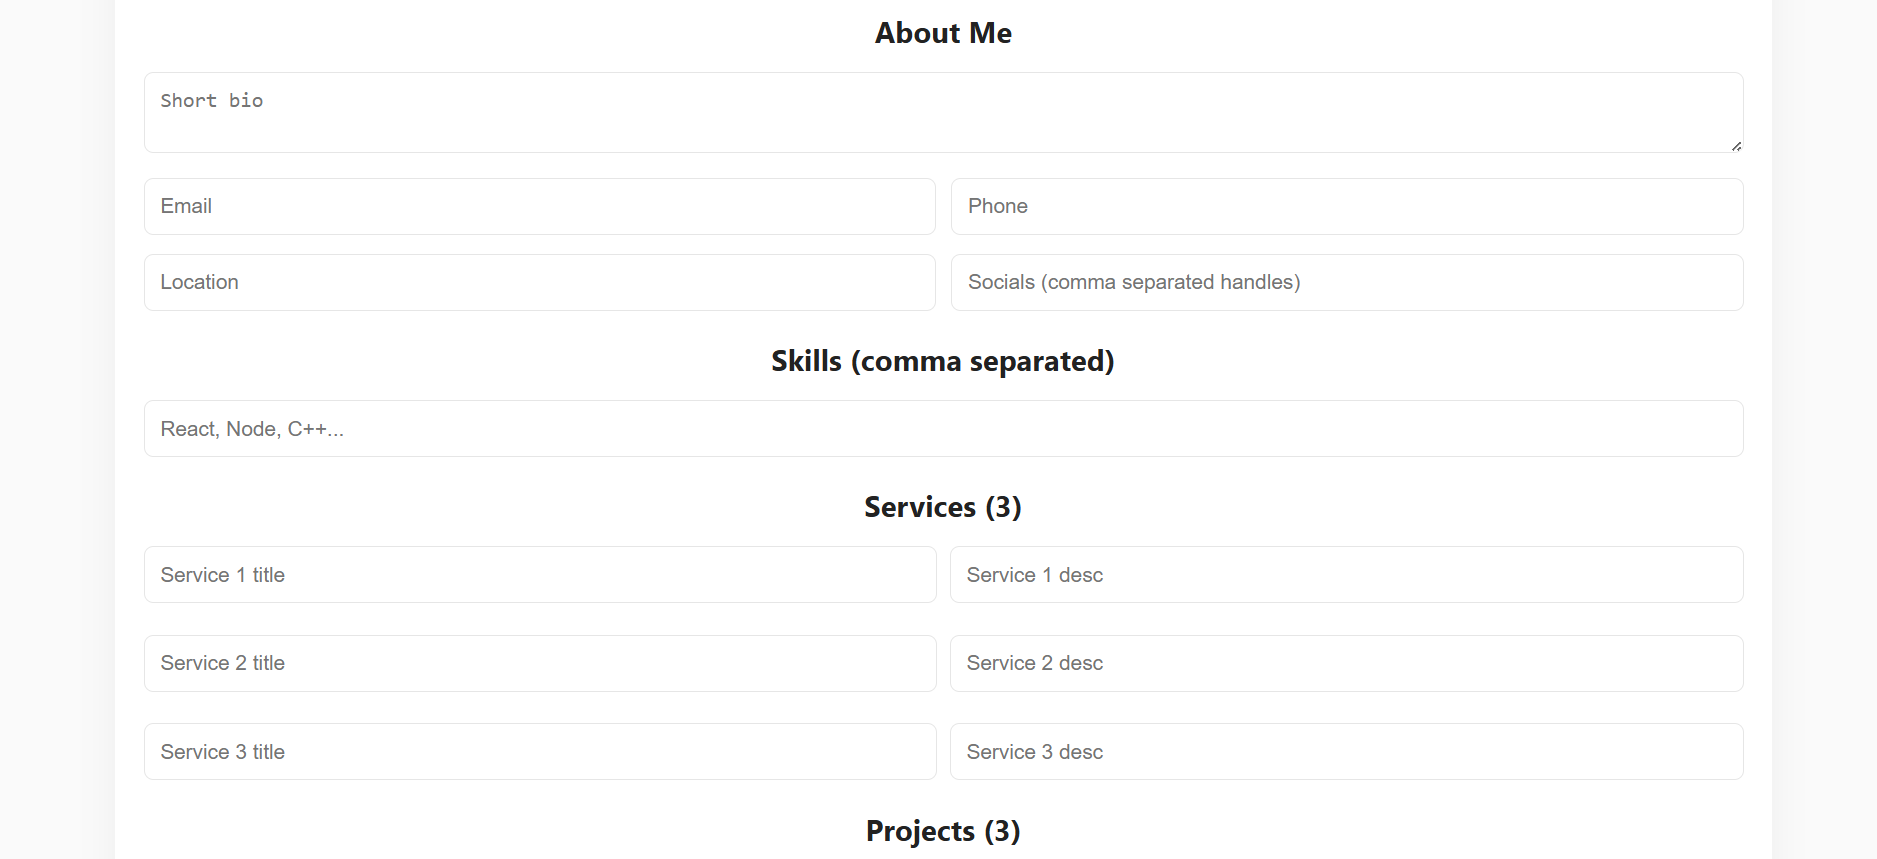 About Me
Short bio
Email
Phone
Location
Socials (comma separated handles)
Skills (comma separated)
React, Node, C++...
Services (3)
Service 1 title
Service 1 desc
Service 2 title
Service 2 desc
Service 3 title
Service 3 desc
Projects (3)